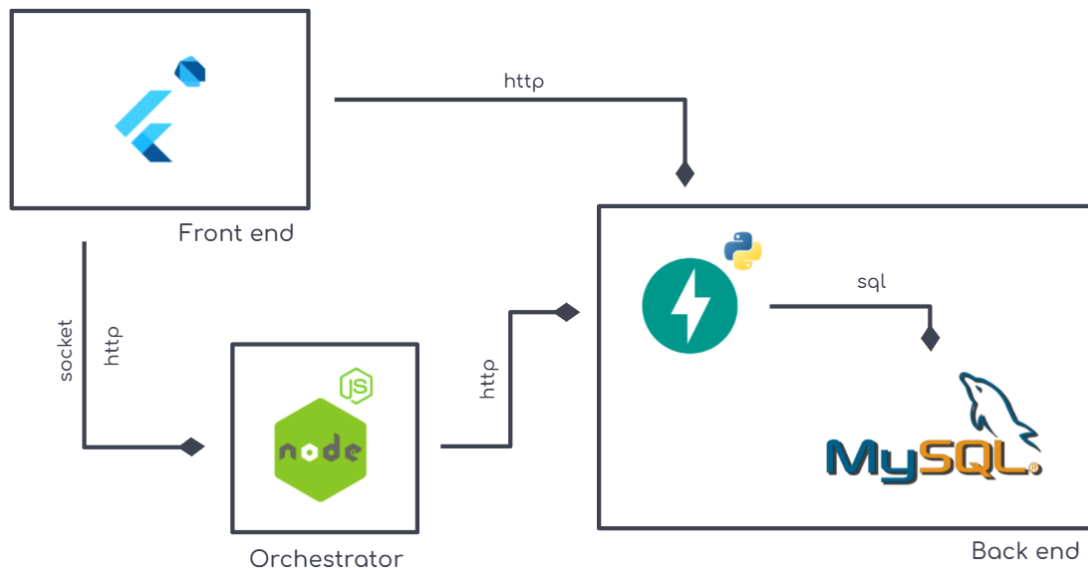 http
Front end
sql
socket
http
http
JS
node
MySQL®
Orchestrator
Back end